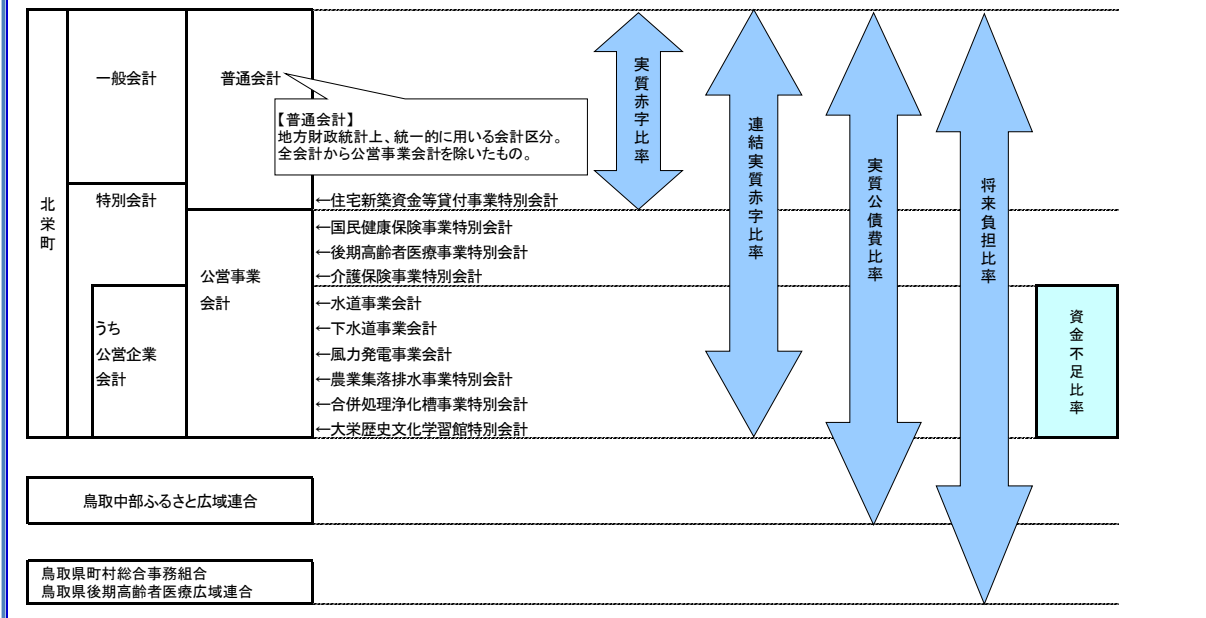 北栄町
一般会計
普通会計
【普通会計】
地方財政統計上、統一的に用いる会計区分。
全会計から公営事業会計を除いたもの。
特別会計
←住宅新築資金等貸付事業特別会計
←国民健康保険事業特別会計
←後期高齢者医療事業特別会計
←介護保険事業特別会計
公営事業
会計
うち
公営企業
会計
←水道事業会計
←下水道事業会計
←風力発電事業会計
←農業集落排水事業特別会計
←合併処理浄化槽事業特別会計
←大栄歴史文化学習館特別会計
実質赤字比率
連結実質赤字比率
実質公債費比率
将来負担比率
資金不足比率
鳥取中部ふるさと広域連合
鳥取県町村総合事務組合
鳥取県後期高齢者医療広域連合